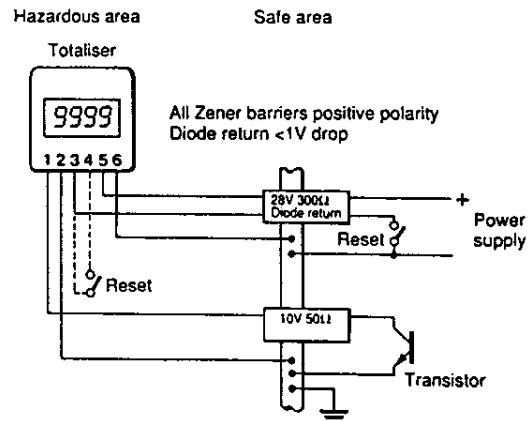 Hazardous area
Safe area
Totaliser
9999
All Zener barriers positive polarity
Diode return <1V drop
1 2 3 4 5 6
28V 300Ω
Diode return
+
Power
supply
Reset
Reset
10V 50Ω
Transistor